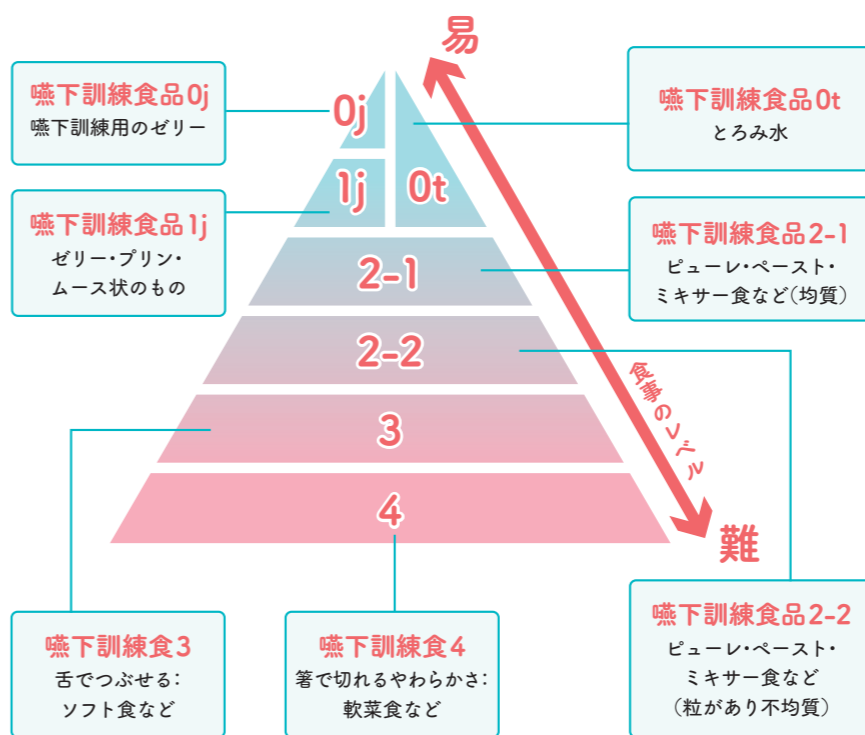 易
嚥下訓練食品0j
嚥下訓練用のゼリー
嚥下訓練食品0t
とろみ水
0j
1j
0t
嚥下訓練食品1j
ゼリー・プリン・
ムース状のもの
嚥下訓練食品2-1
ピューレ・ペースト・
ミキサー食など(均質)
2-1
2-2
食事のレベル
3
4
難
嚥下訓練食3
舌でつぶせる:
ソフト食など
嚥下訓練食4
箸で切れるやわらかさ:
軟菜食など
嚥下訓練食品2-2
ピューレ・ペースト・
ミキサー食など
(粒があり不均質)